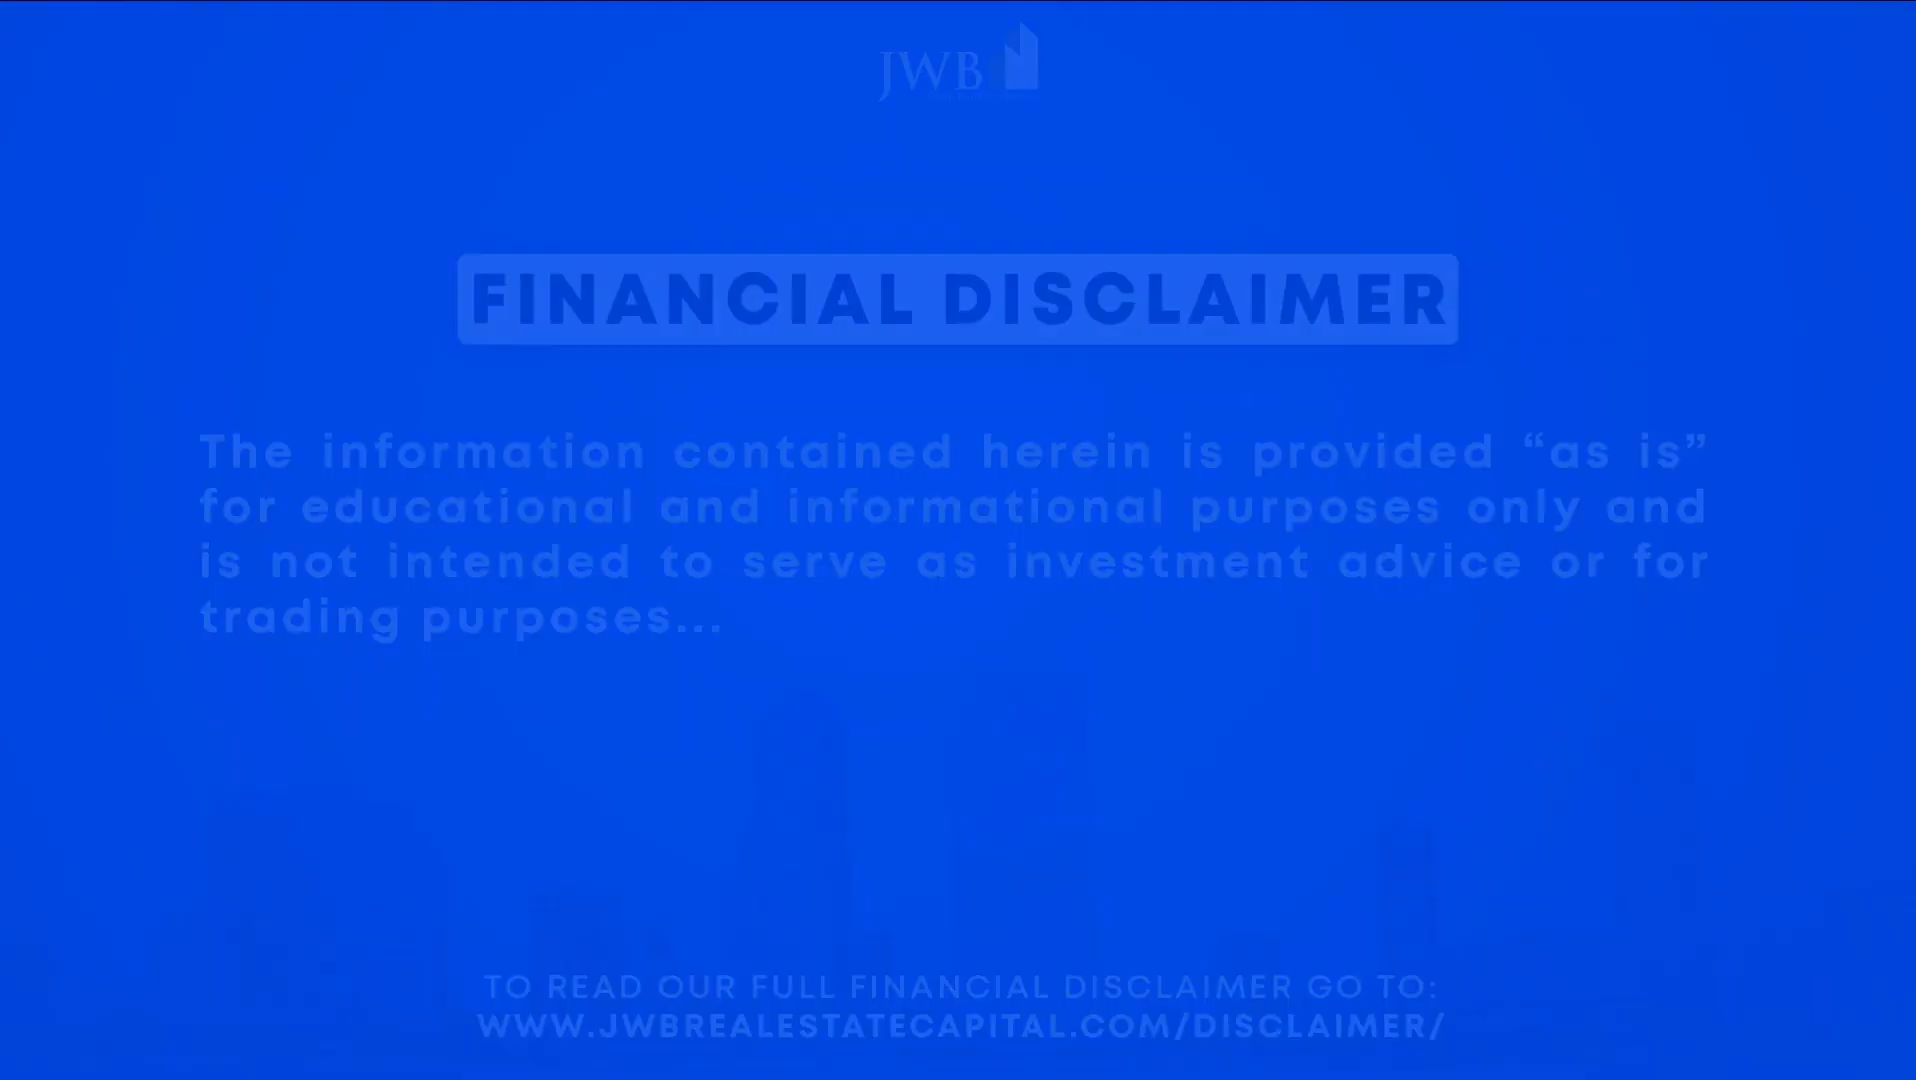 JWB
FINANCIAL DISCLAIMER
The information contained herein is provided “as is”
for educational and informational purposes only and
is not intended to serve as investment advice or for
trading purposes...
TO READ OUR FULL FINANCIAL DISCLAIMER GO TO:
WWW.JWBREALESTATECAPITAL.COM/DISCLAIMER/